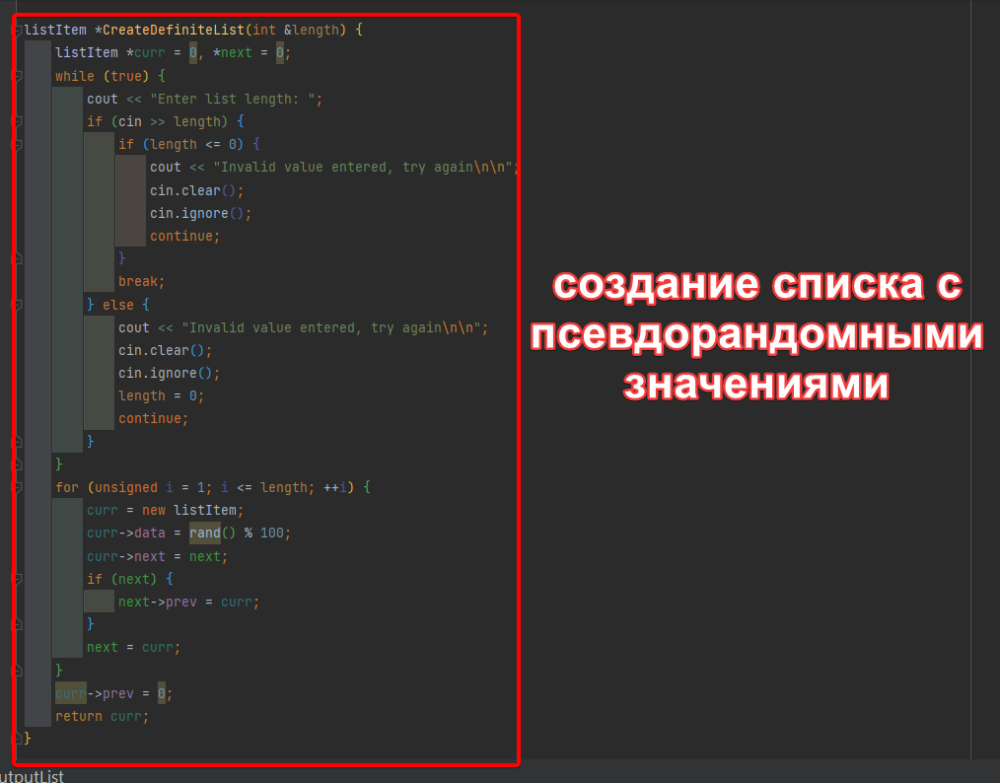 listItem *CreateDefiniteList(int &length) {
listItem *curr = 0, *next = 0;
while (true) {
cout << "Enter list length: ";
if (cin >> length) {
if (length <= 0) {
cout << "Invalid value entered, try again\n\n";
cin.clear();
cin.ignore();
continue;
}
break;
} else {
cout << "Invalid value entered, try again\n\n";
cin.clear();
cin.ignore();
length = 0;
continue;
}
}
for (unsigned i = 1; i <= length; ++i) {
curr = new listItem;
curr->data = rand() % 100;
curr->next = next;
if (next) {
next->prev = curr;
}
next = curr;
}
curr->prev = 0;
return curr;
}
создание списка с
псевдорандомными
значениями
utputList